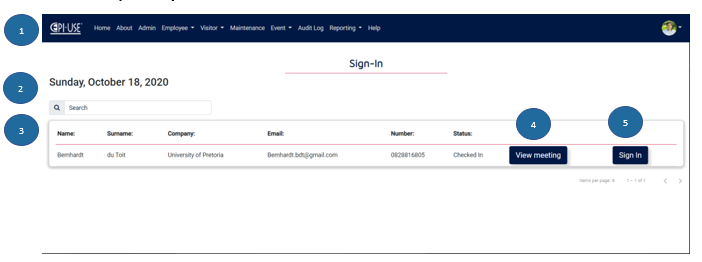 1
GPI-USE
Home About Admin Employee Visitor Maintenance Event Audit Log Reporting Help
Sign-In
2
Sunday, October 18, 2020
Search
3
4
5
Name: Surname: Company: Email: Number: Status:
Bernhardt du Toit University of Pretoria Bernhardt.bdt@gmail.com 0828816805 Checked In View meeting Sign In
Items per page: 6 1 – 1 of 1